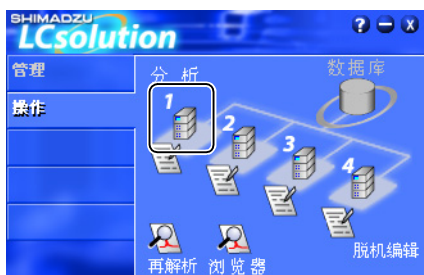 SHIMADZU
LCsolution
? – x
管理
分 析
数据库
操作
1
2
3
4
脱机编辑
再解析 浏览器